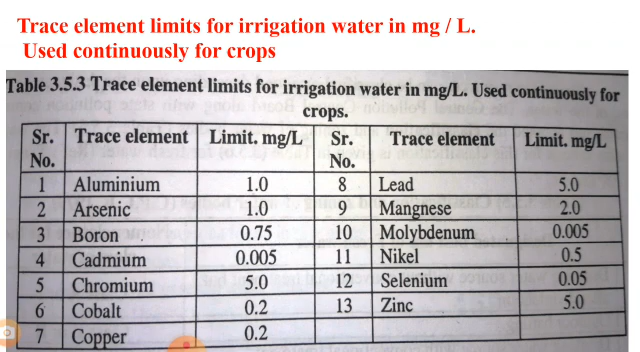 Trace element limits for irrigation water in mg / L.
Used continuously for crops
Table 3.5.3 Trace element limits for irrigation water in mg/L. Used continuously for
crops.
Sr. No. Trace element Limit. mg/L Sr. No. Trace element Limit. mg/L
1 Aluminium 1.0 8 Lead 5.0
2 Arsenic 1.0 9 Mangnese 2.0
3 Boron 0.75 10 Molybdenum 0.005
4 Cadmium 0.005 11 Nikel 0.5
5 Chromium 5.0 12 Selenium 0.05
6 Cobalt 0.2 13 Zinc 5.0
7 Copper 0.2